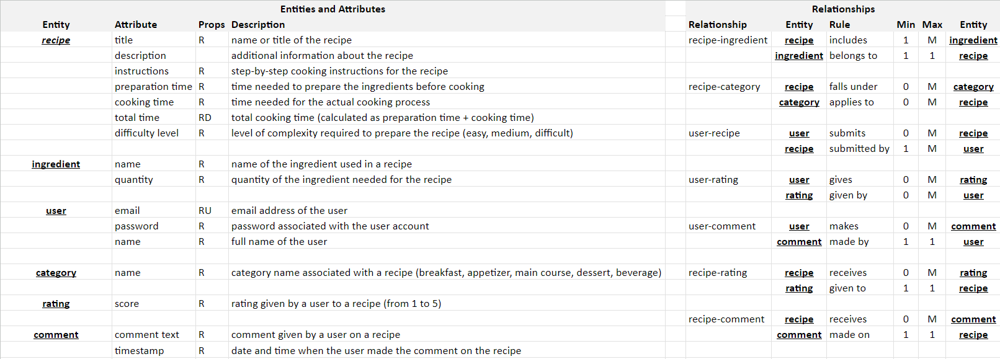 Entities and Attributes Relationships
Entity Attribute Props Description Relationship Entity Rule Min Max Entity
recipe title R name or title of the recipe recipe-ingredient recipe includes 1 M ingredient
description additional information about the recipe ingredient belongs to 1 1 recipe
instructions R step-by-step cooking instructions for the recipe
preparation time R time needed to prepare the ingredients before cooking recipe-category recipe falls under 0 M category
cooking time R time needed for the actual cooking process category applies to 0 M recipe
total time RD total cooking time (calculated as preparation time + cooking time)
difficulty level R level of complexity required to prepare the recipe (easy, medium, difficult) user-recipe user submits 0 M recipe
recipe submitted by 1 M user
ingredient name R name of the ingredient used in a recipe
quantity R quantity of the ingredient needed for the recipe user-rating user gives 0 M rating
rating given by 0 M user
user email RU email address of the user
password R password associated with the user account user-comment user makes 0 M comment
name R full name of the user comment made by 1 1 user
category name R category name associated with a recipe (breakfast, appetizer, main course, dessert, beverage) recipe-rating recipe receives 0 M rating
rating given to 1 1 recipe
rating score R rating given by a user to a recipe (from 1 to 5)
recipe-comment recipe receives 0 M comment
comment comment text R comment given by a user on a recipe comment made on 1 1 recipe
timestamp R date and time when the user made the comment on the recipe